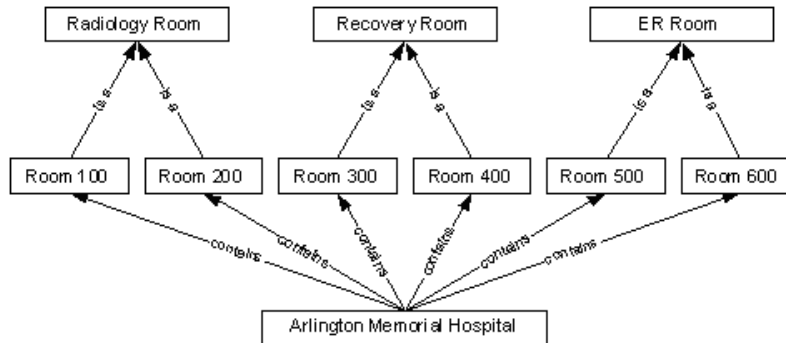 Radiology Room
Recovery Room
ER Room
is a
is a
is a
is a
is a
is a
Room 100
Room 200
Room 300
Room 400
Room 500
Room 600
contains
contains
contains
contains
contains
contains
Arlington Memorial Hospital